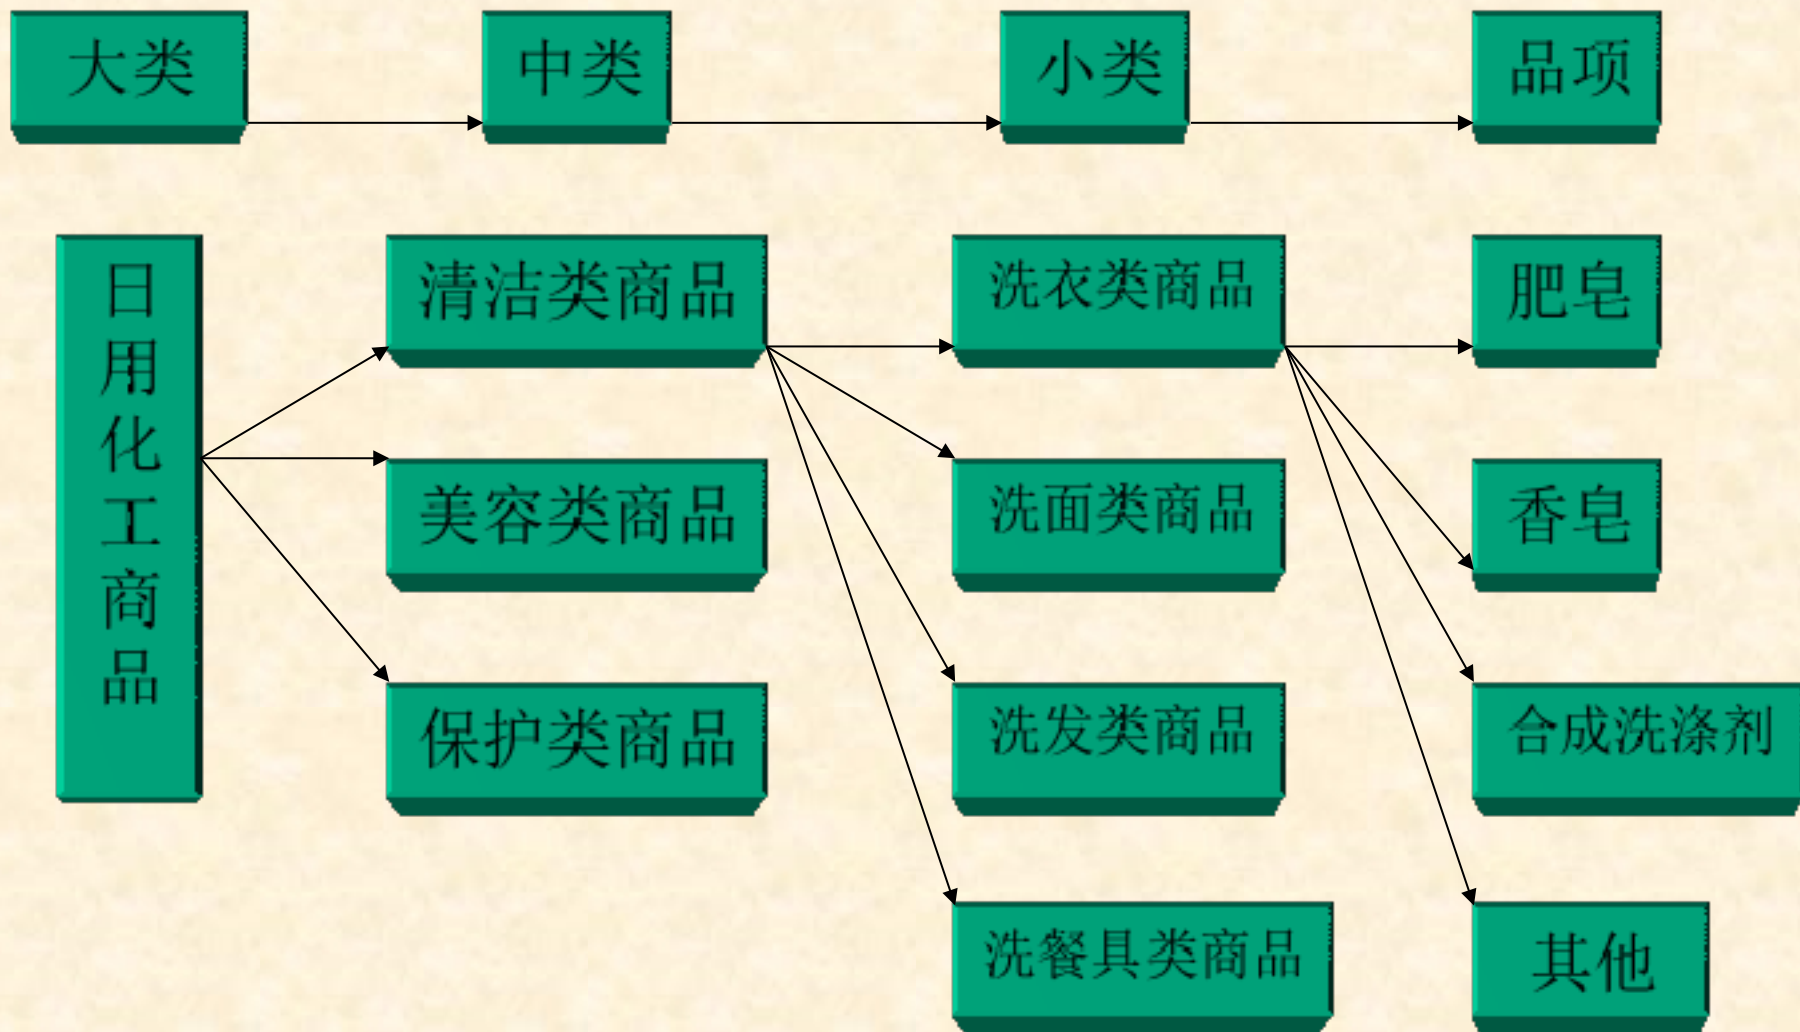 大类
中类
小类
品项
日用化工商品
清洁类商品
洗衣类商品
肥皂
美容类商品
洗面类商品
香皂
保护类商品
洗发类商品
合成洗涤剂
洗餐具类商品
其他